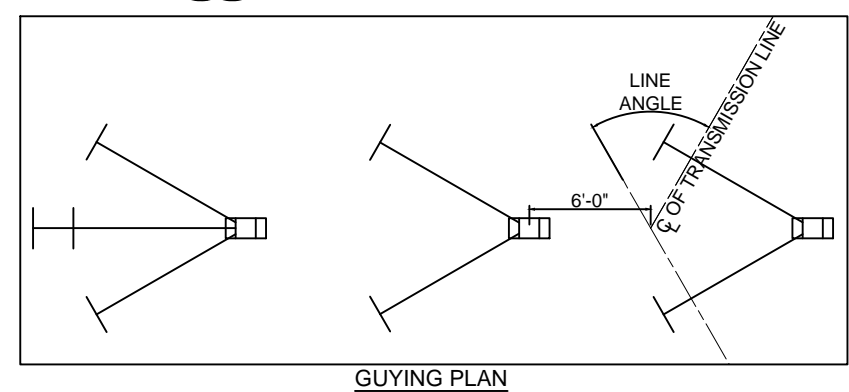 LINE
ANGLE
℄ OF TRANSMISSION LINE
6'-0"
GUYING PLAN